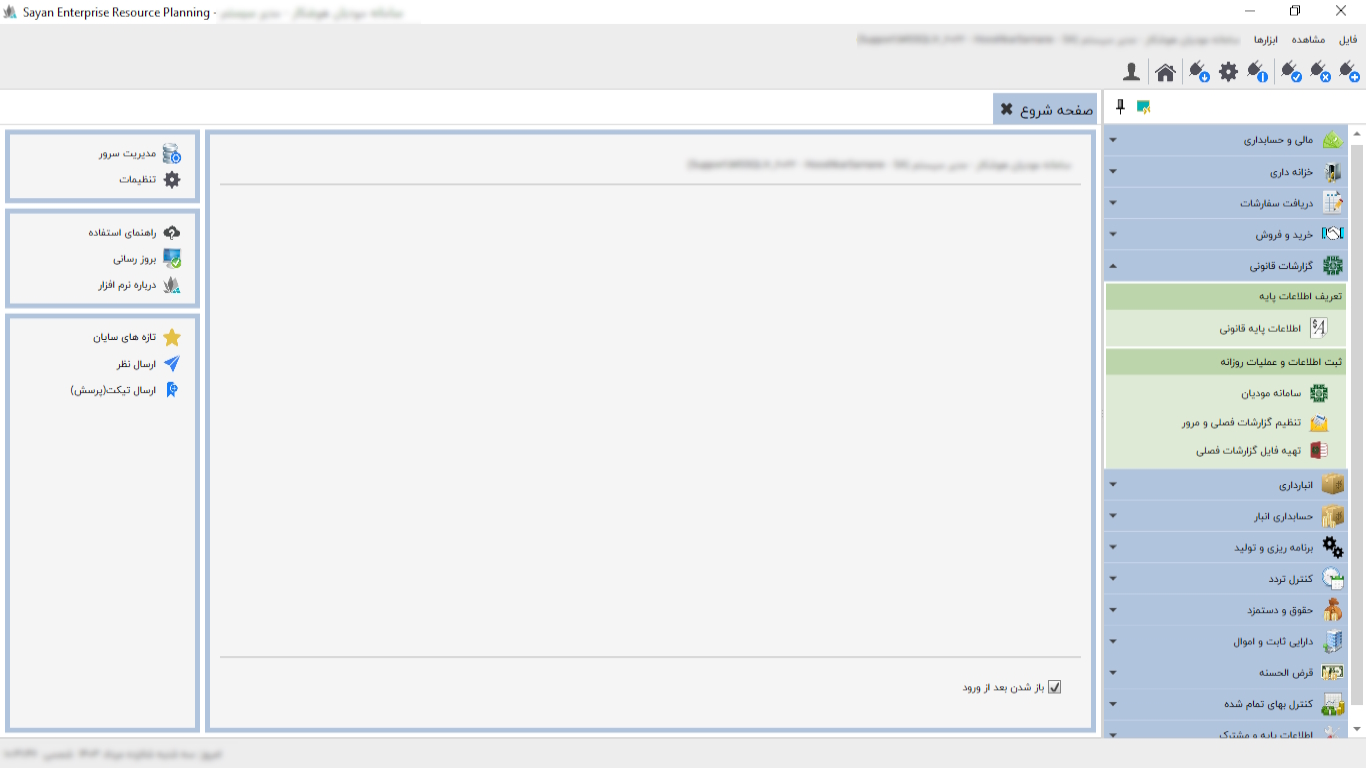 Sayan Enterprise Resource Planning -
فایل مشاهده ابزارها
صفحه شروع
مالی و حسابداری
خزانه داری
دریافت سفارشات
خرید و فروش
گزارشات قانونی
تعریف اطلاعات پایه
اطلاعات پایه قانونی
ثبت اطلاعات و عملیات روزانه
سامانه مودیان
تنظیم گزارشات فصلی و مرور
تهیه فایل گزارشات فصلی
انبارداری
حسابداری انبار
برنامه ریزی و تولید
کنترل تردد
حقوق و دستمزد
دارایی ثابت و اموال
قرض الحسنه
کنترل بهای تمام شده
اطلاعات پایه و مشترک
باز شدن بعد از ورود
مدیریت سرور
تنظیمات
راهنمای استفاده
بروز رسانی
درباره نرم افزار
تازه های سایان
ارسال نظر
ارسال تیکت(پرسش)